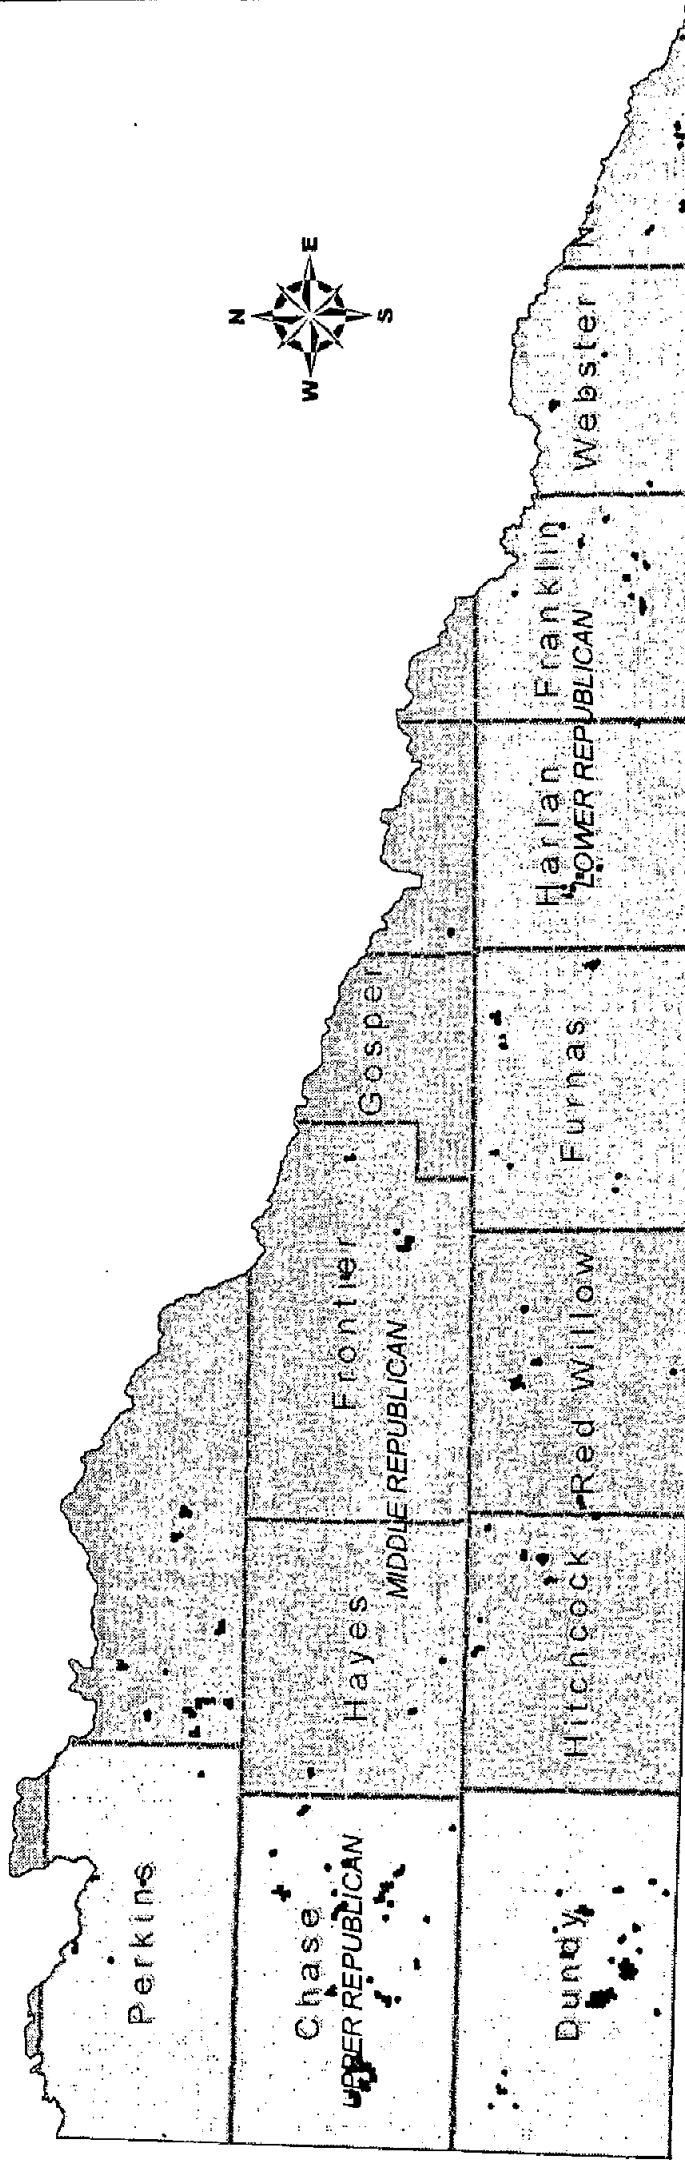 N
W E
S
Perkins
Chase
UPPER REPUBLICAN
Dundy
Hayes
Frontier
MIDDLE REPUBLICAN
Hitchcock
Red Willow
Gosper
Furnas
Harlan
Franklin
LOWER REPUBLICAN
Webster
N